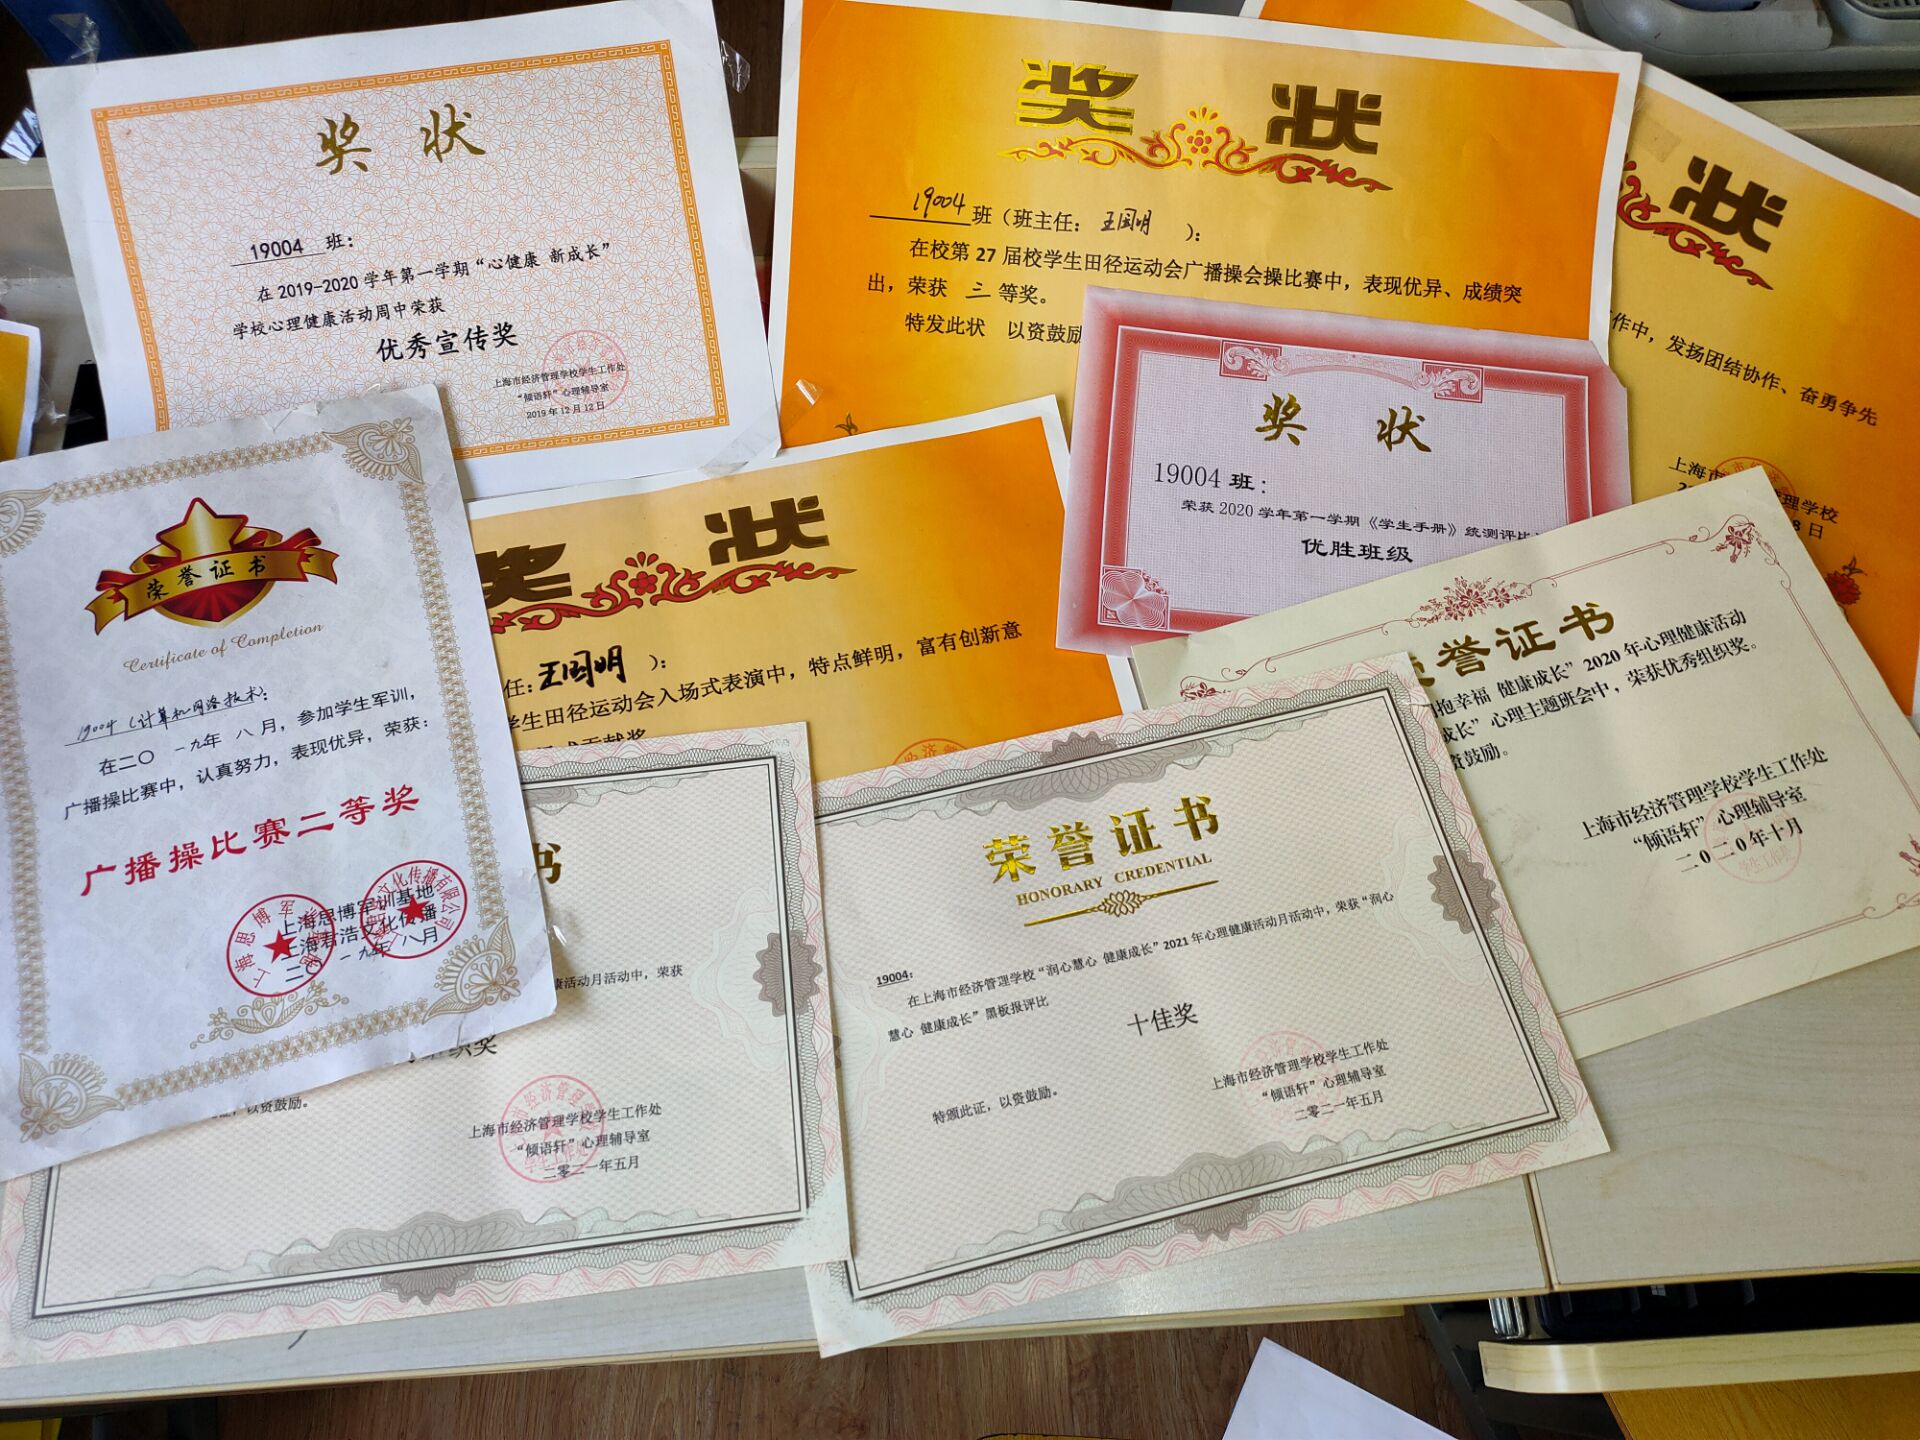 奖 状
19004 班：
在2019-2020学年第一学期“心健康 新成长”
学校心理健康活动周中荣获
优秀宣传奖
上海市经济管理学校学生工作处
“倾语轩”心理辅导室
2019年12月12日
奖 状
19004 班（班主任：王国明 ）：
在校第 27 届校学生田径运动会广播操会操比赛中，表现优异、成绩突
出，荣获 三 等奖。
特发此状 以资鼓励
状
作中，发扬团结协作、奋勇争先
上海市
管理学校
8日
奖 状
19004 班：
荣获 2020 学年第一学期《学生手册》统测评比
优胜班级
荣誉证书
Certificate of Completion
19004（计算机网络技术）：
在二〇一九年 八 月，参加学生军训，
广播操比赛中，认真努力，表现优异，荣获：
广播操比赛二等奖
上海思博军训基地
上海君浩文化传播
二〇一九年 八月
奖 状
任：王国明 ）：
学生田径运动会入场式表演中，特点鲜明，富有创新意
誉证书
抱幸福 健康成长”2020 年心理健康活动
成长”心理主题班会中，荣获优秀组织奖。
资鼓励。
上海市经济管理学校学生工作处
“倾语轩”心理辅导室
二〇二〇年十月
书
康活动月活动中，荣获
组织奖
证，以资鼓励。
上海市经济管理学校学生工作处
“倾语轩”心理辅导室
二零二一年五月
荣誉证书
HONORARY CREDENTIAL
19004：
在上海市经济管理学校“润心慧心 健康成长”2021 年心理健康活动月活动中，荣获“润心
慧心 健康成长”黑板报评比
十佳奖
特颁此证，以资鼓励。
上海市经济管理学校学生工作处
“倾语轩”心理辅导室
二零二一年五月